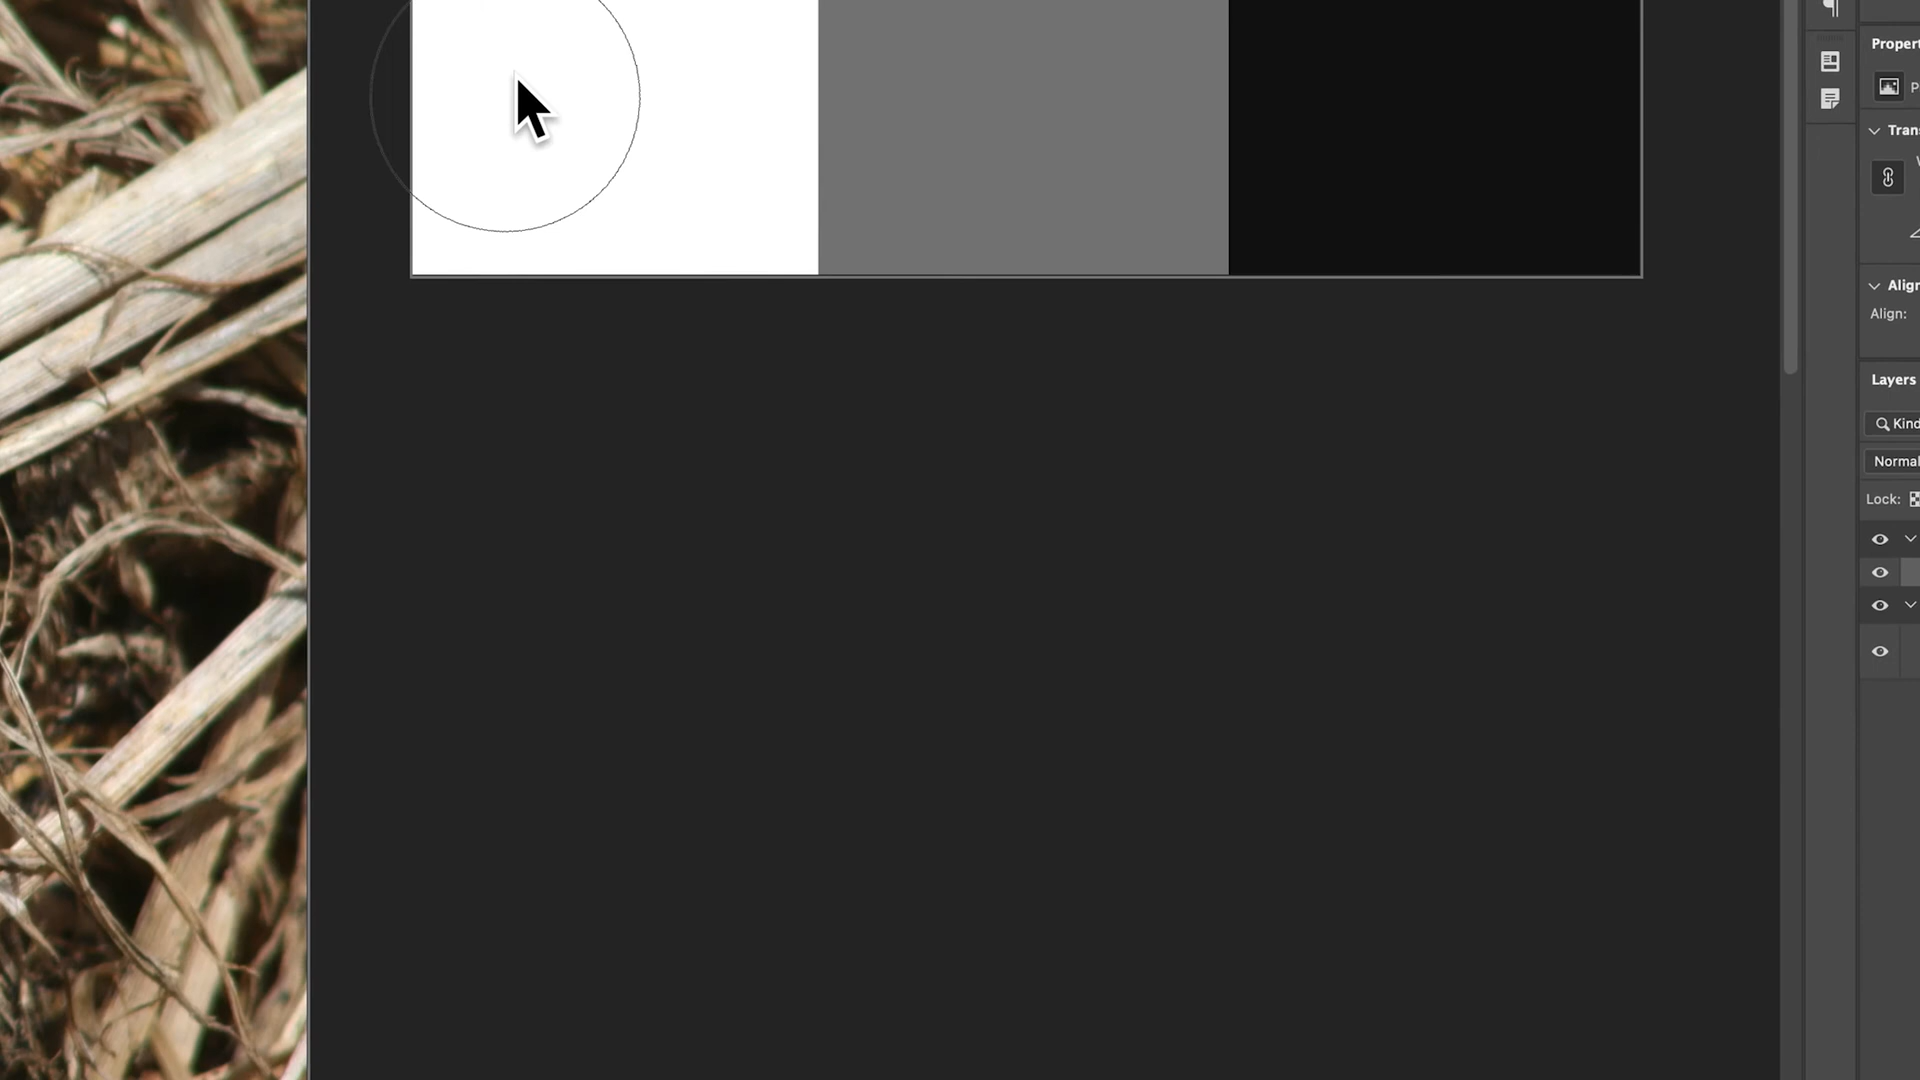 Proper
P
Trans
Align
Align:
Layers
Kind
Normal
Lock: